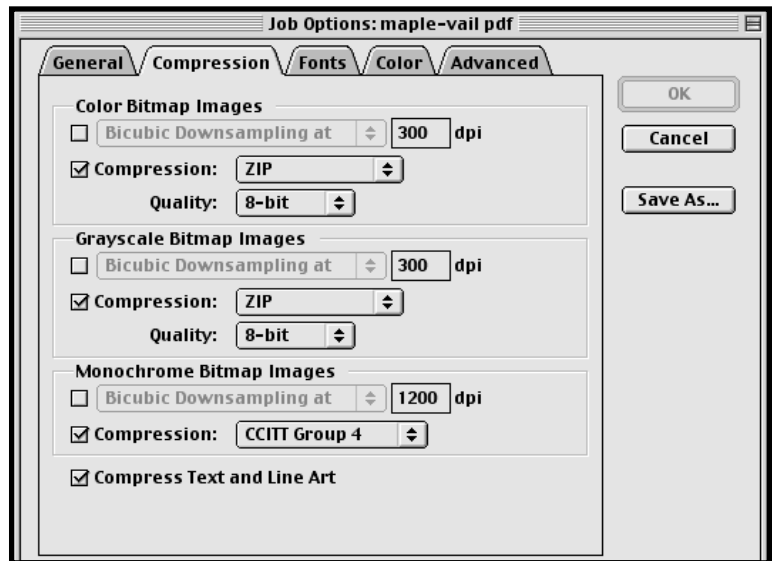 Job Options: maple-vail pdf
General Compression Fonts Color Advanced
Color Bitmap Images
Bicubic Downsampling at 300 dpi
Compression: ZIP
Quality: 8-bit
Grayscale Bitmap Images
Bicubic Downsampling at 300 dpi
Compression: ZIP
Quality: 8-bit
Monochrome Bitmap Images
Bicubic Downsampling at 1200 dpi
Compression: CCITT Group 4
Compress Text and Line Art
OK
Cancel
Save As...